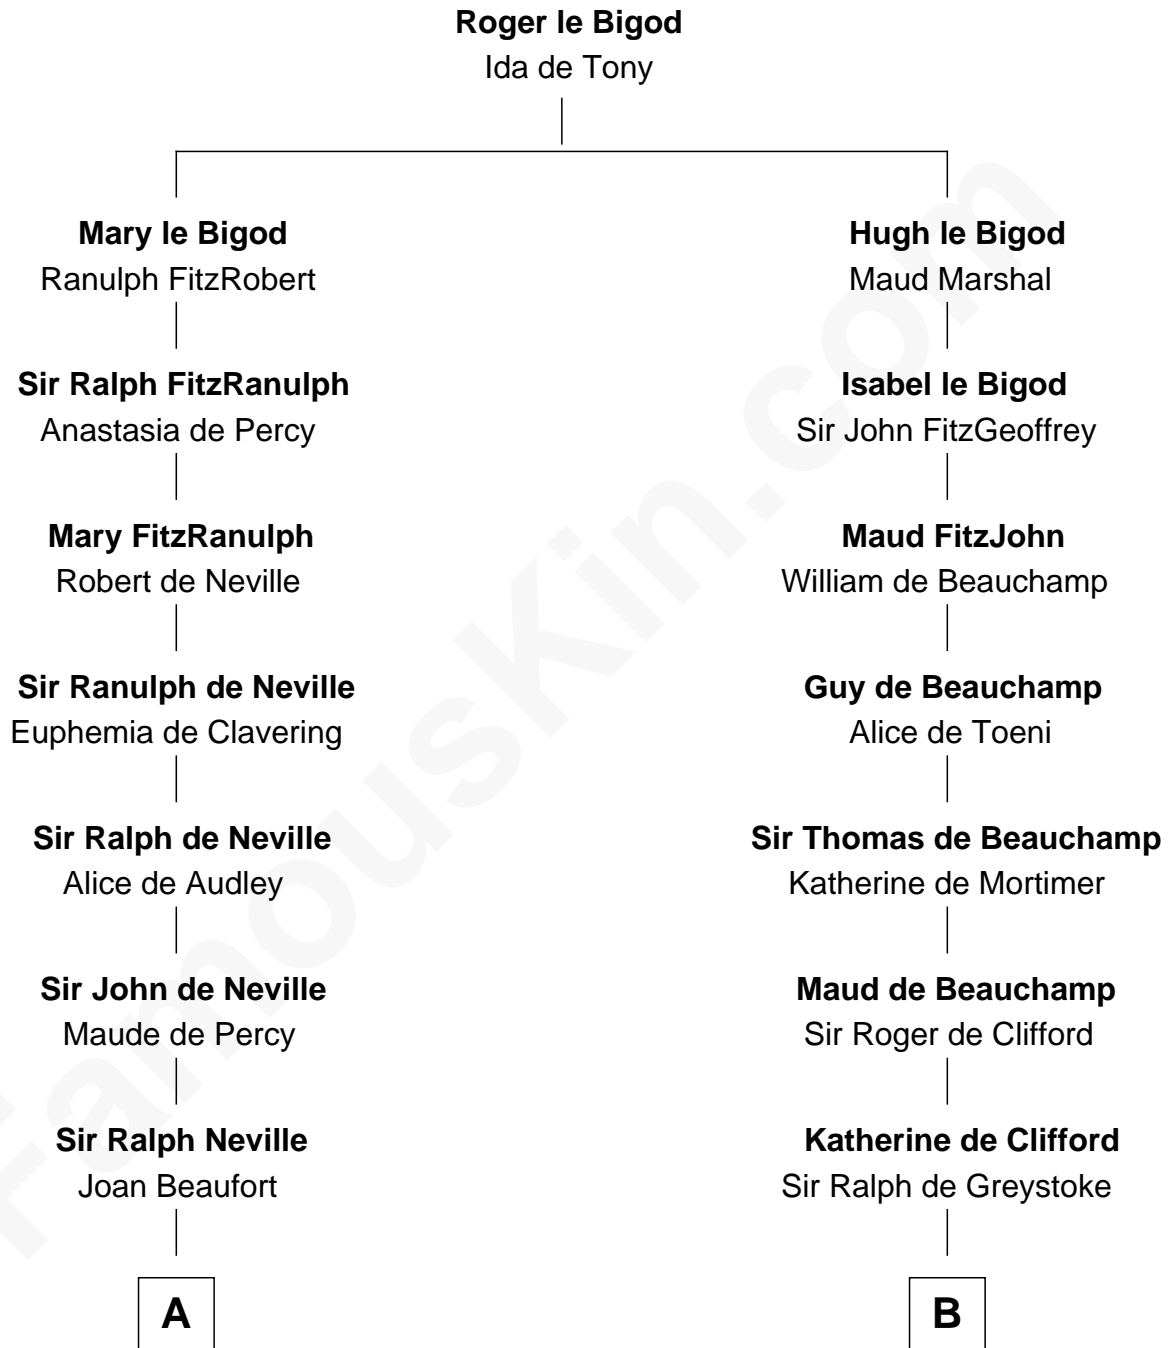 Roger le Bigod
Ida de Tony
Mary le Bigod
Ranulph FitzRobert
Hugh le Bigod
Maud Marshal
Sir Ralph FitzRanulph
Anastasia de Percy
Isabel le Bigod
Sir John FitzGeoffrey
Mary FitzRanulph
Robert de Neville
Maud FitzJohn
William de Beauchamp
Sir Ranulph de Neville
Euphemia de Clavering
Guy de Beauchamp
Alice de Toeni
Sir Ralph de Neville
Alice de Audley
Sir Thomas de Beauchamp
Katherine de Mortimer
Sir John de Neville
Maude de Percy
Maud de Beauchamp
Sir Roger de Clifford
Sir Ralph Neville
Joan Beaufort
Katherine de Clifford
Sir Ralph de Greystoke
A
B
FamousKin.com